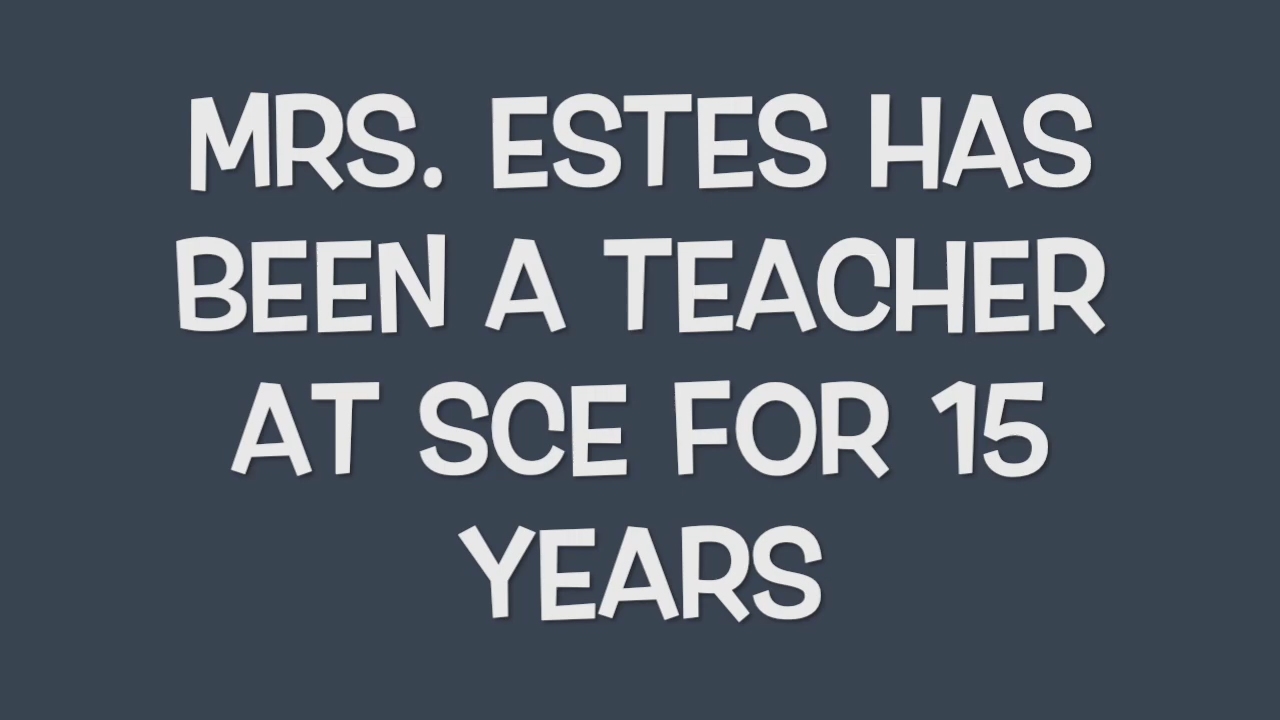 MRS. ESTES HAS
BEEN A TEACHER
AT SCE FOR 15
YEARS